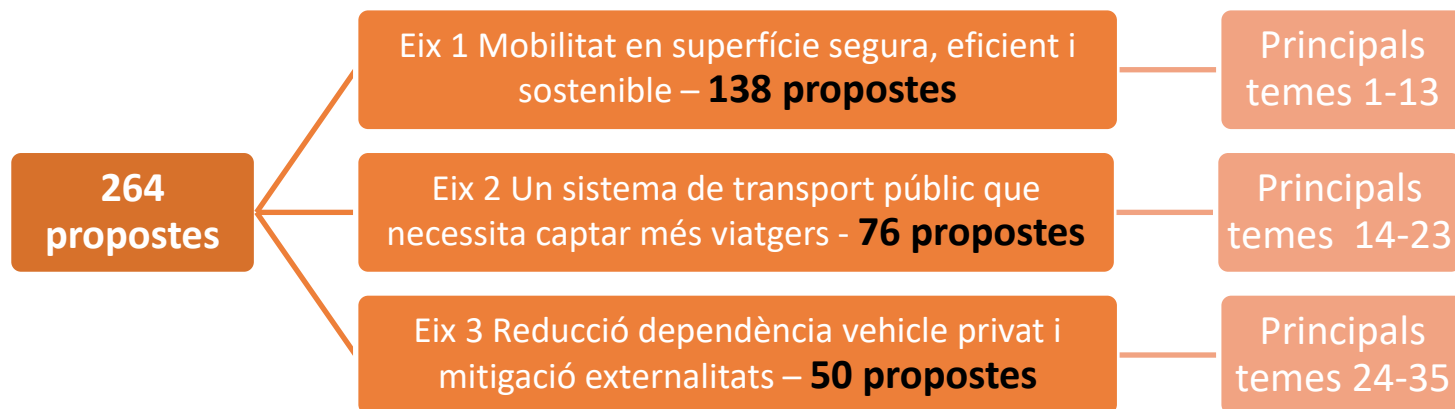 264
propostes
Eix 1 Mobilitat en superfície segura, eficient i
sostenible – 138 propostes
Principals
temes 1-13
Eix 2 Un sistema de transport públic que
necessita captar més viatgers - 76 propostes
Principals
temes 14-23
Eix 3 Reducció dependència vehicle privat i
mitigació externalitats – 50 propostes
Principals
temes 24-35